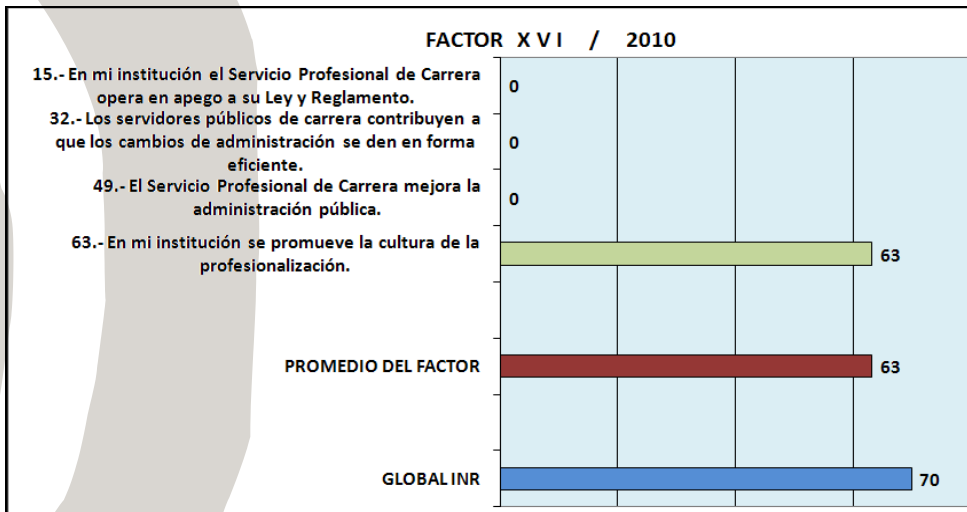 FACTOR X V I / 2010
15.- En mi institución el Servicio Profesional de Carrera
opera en apego a su Ley y Reglamento.
0
32.- Los servidores públicos de carrera contribuyen a
que los cambios de administración se den en forma
eficiente.
0
49.- El Servicio Profesional de Carrera mejora la
administración pública.
0
63.- En mi institución se promueve la cultura de la
profesionalización.
63
PROMEDIO DEL FACTOR
63
GLOBAL INR
70